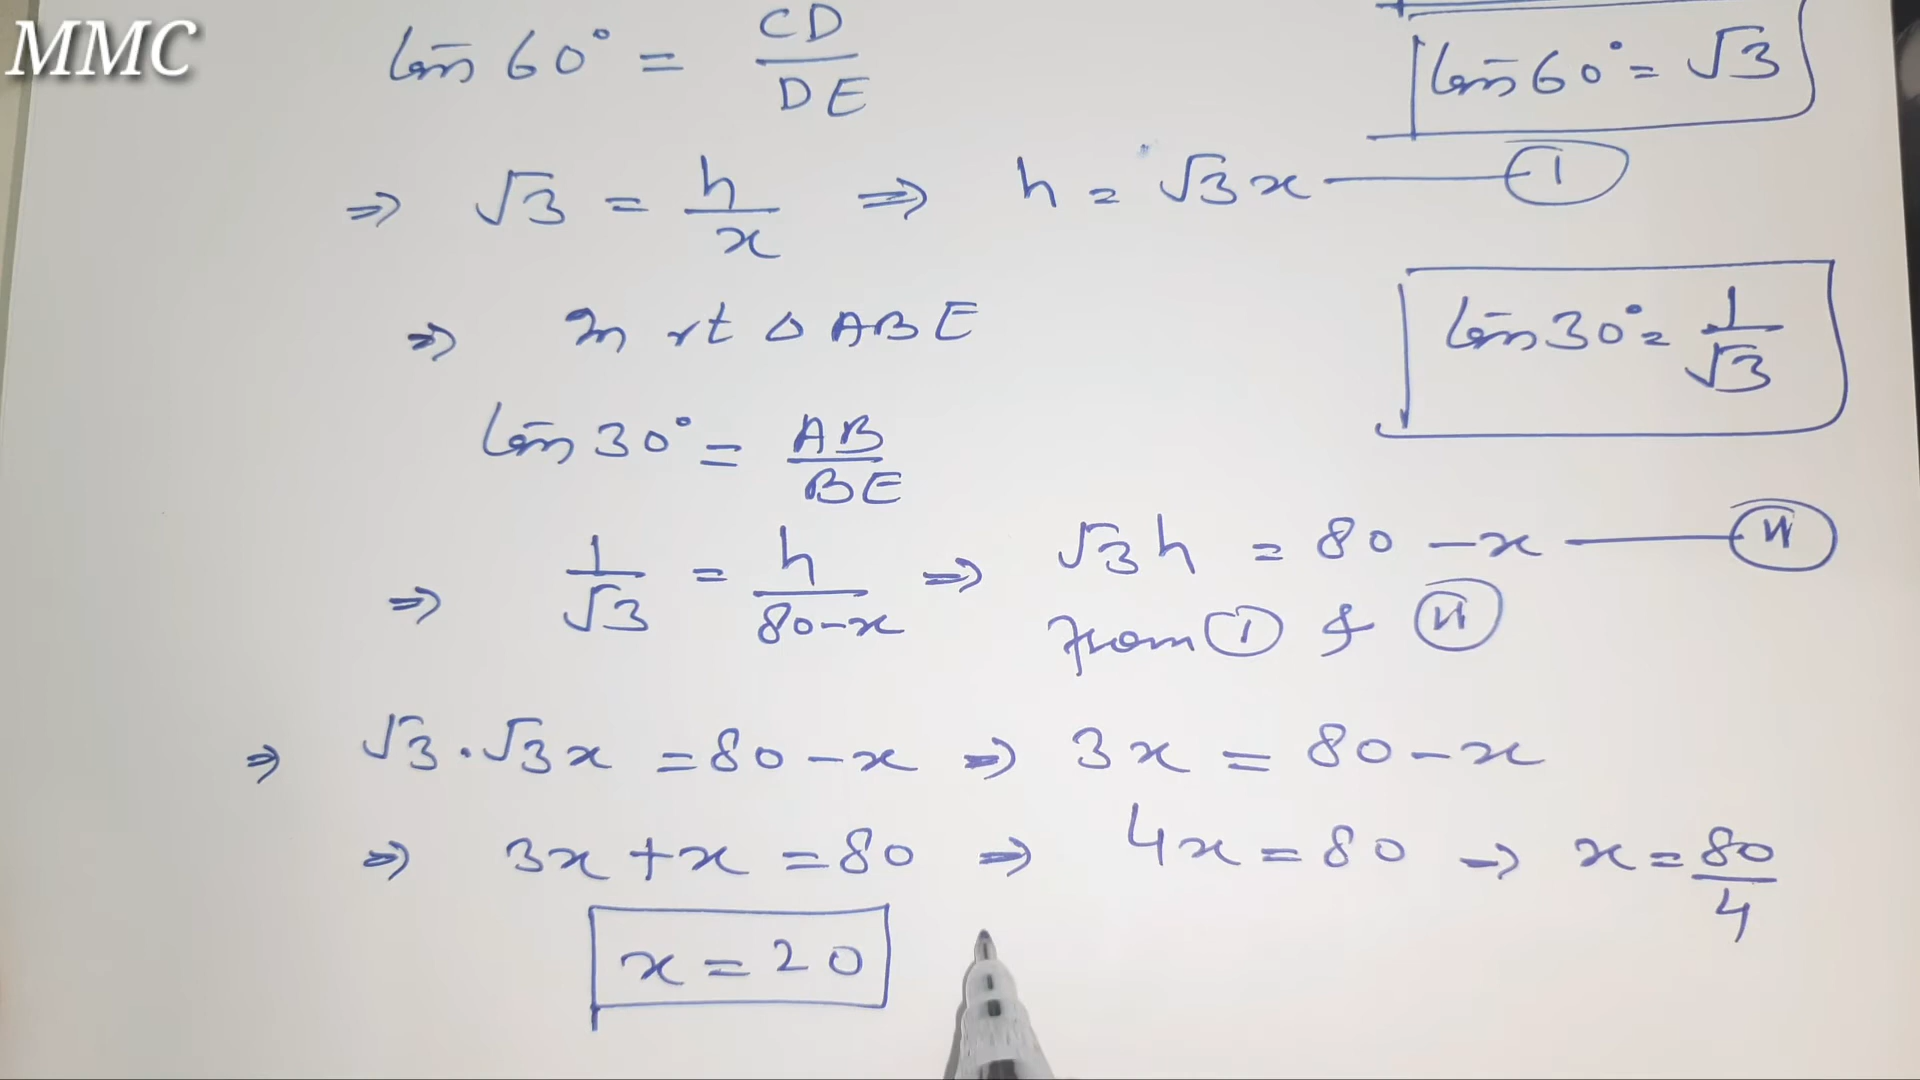 MMC
tan 60° = CD/DE
tan 60° = √3
⇒ √3 = h/x ⇒ h = √3x —— I
⇒ In rt △ ABE
tan 30° = 1/√3
tan 30° = AB/BE
⇒ 1/√3 = h/80-x ⇒ √3h = 80 - x —— II
from I & II
⇒ √3 . √3x = 80 - x ⇒ 3x = 80 - x
⇒ 3x + x = 80 ⇒ 4x = 80 ⇒ x = 80/4
x = 20